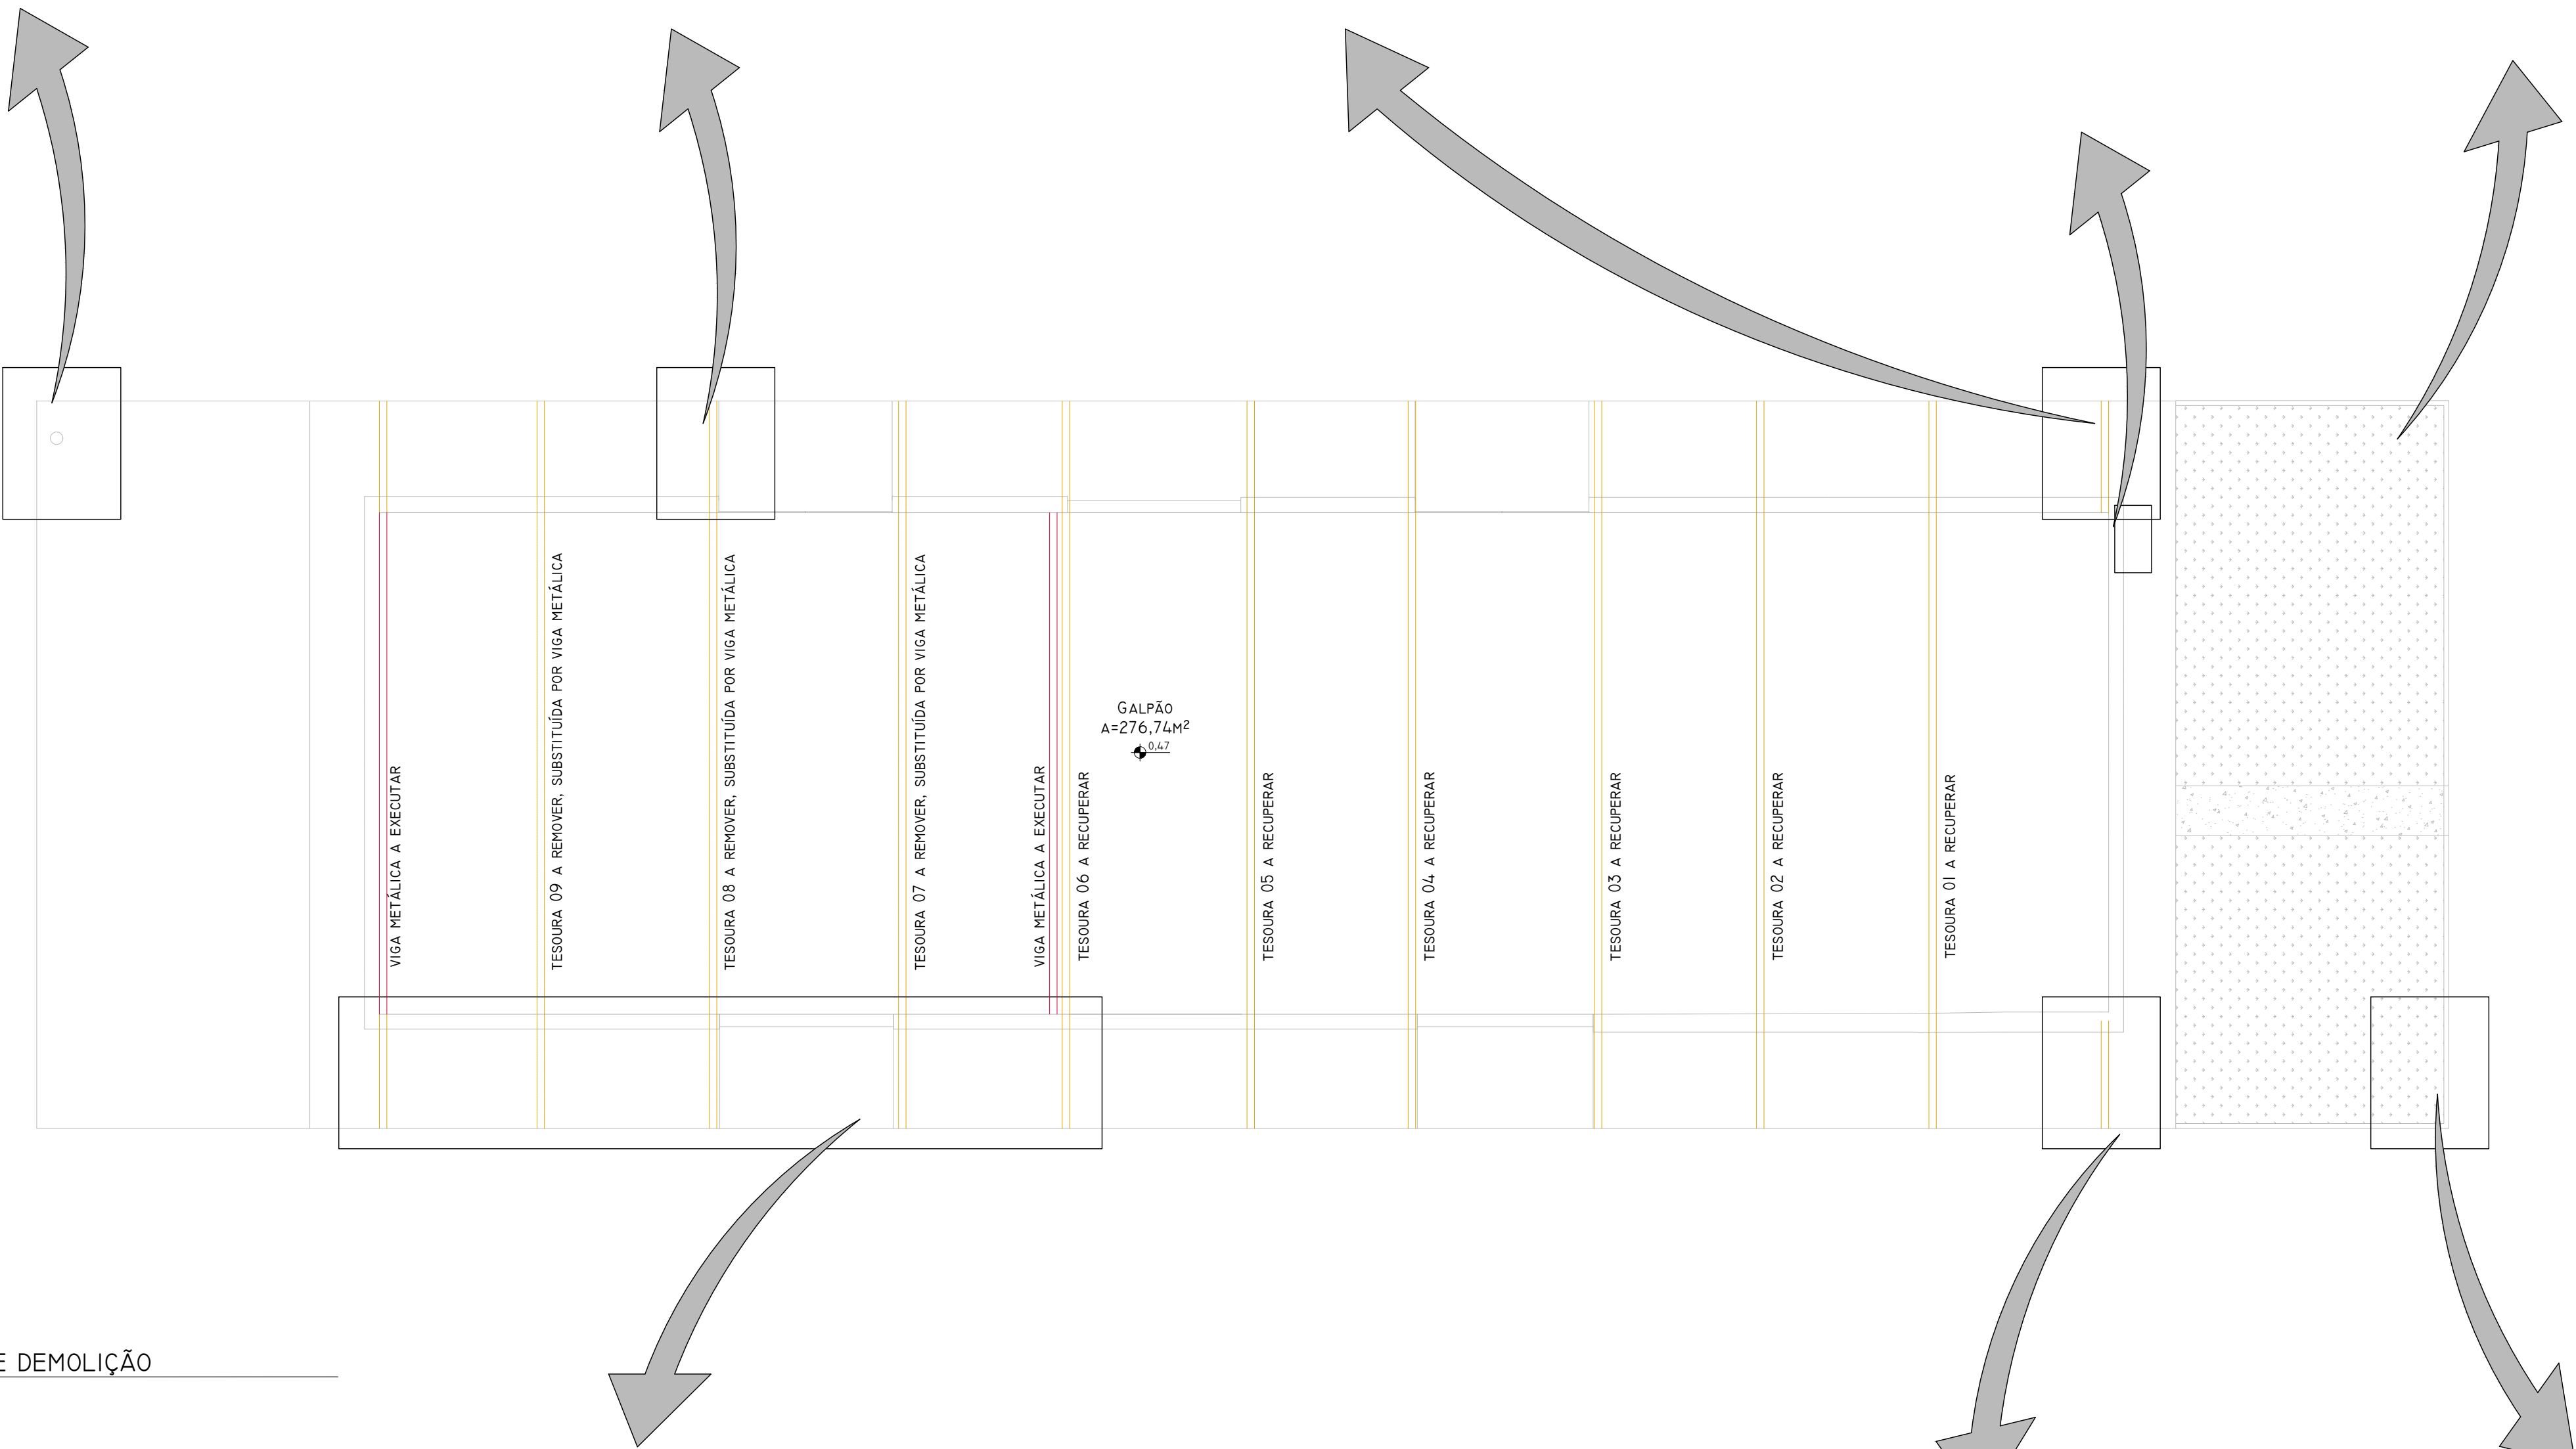 VIGA METÁLICA A EXECUTAR
TESOURA 09 A REMOVER, SUBSTITUÍDA POR VIGA METÁLICA
TESOURA 08 A REMOVER, SUBSTITUÍDA POR VIGA METÁLICA
TESOURA 07 A REMOVER, SUBSTITUÍDA POR VIGA METÁLICA
VIGA METÁLICA A EXECUTAR
TESOURA 06 A RECUPERAR
GALPÃO
A=276,74M²
0,47
TESOURA 05 A RECUPERAR
TESOURA 04 A RECUPERAR
TESOURA 03 A RECUPERAR
TESOURA 02 A RECUPERAR
TESOURA 01 A RECUPERAR
E DEMOLIÇÃO